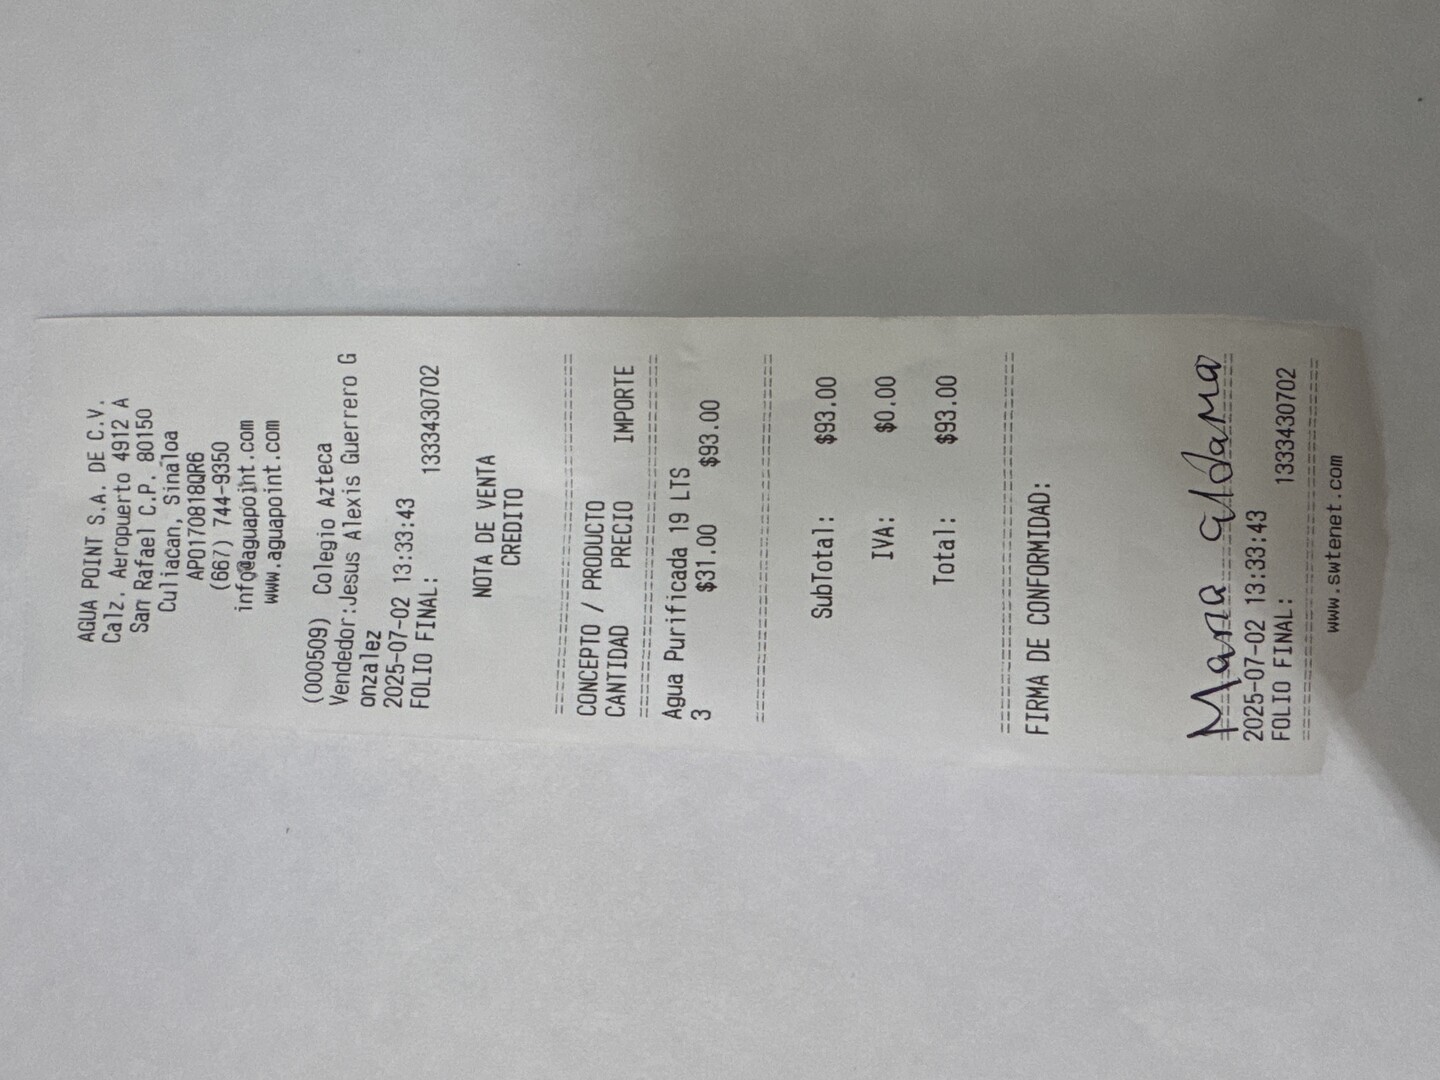 AGUA POINT S.A. DE C.V.
Calz. Aeropuerto 4912 A
San Rafael C.P. 80150
Culiacan, Sinaloa
APO170818QR6
(667) 744-9350
info@aguapoint.com
www.aguapoint.com
(000509) Colegio Azteca
Vendedor:Jesus Alexis Guerrero G
onzalez
2025-07-02 13:33:43
FOLIO FINAL: 1333430702
NOTA DE VENTA
CREDITO
================================
CONCEPTO / PRODUCTO
CANTIDAD PRECIO IMPORTE
================================
Agua Purificada 19 LTS
3 $31.00 $93.00
================================
SubTotal: $93.00
IVA: $0.00
Total: $93.00
================================
FIRMA DE CONFORMIDAD:
Maria Aldama
================================
2025-07-02 13:33:43
FOLIO FINAL: 1333430702
================================
www.swtenet.com